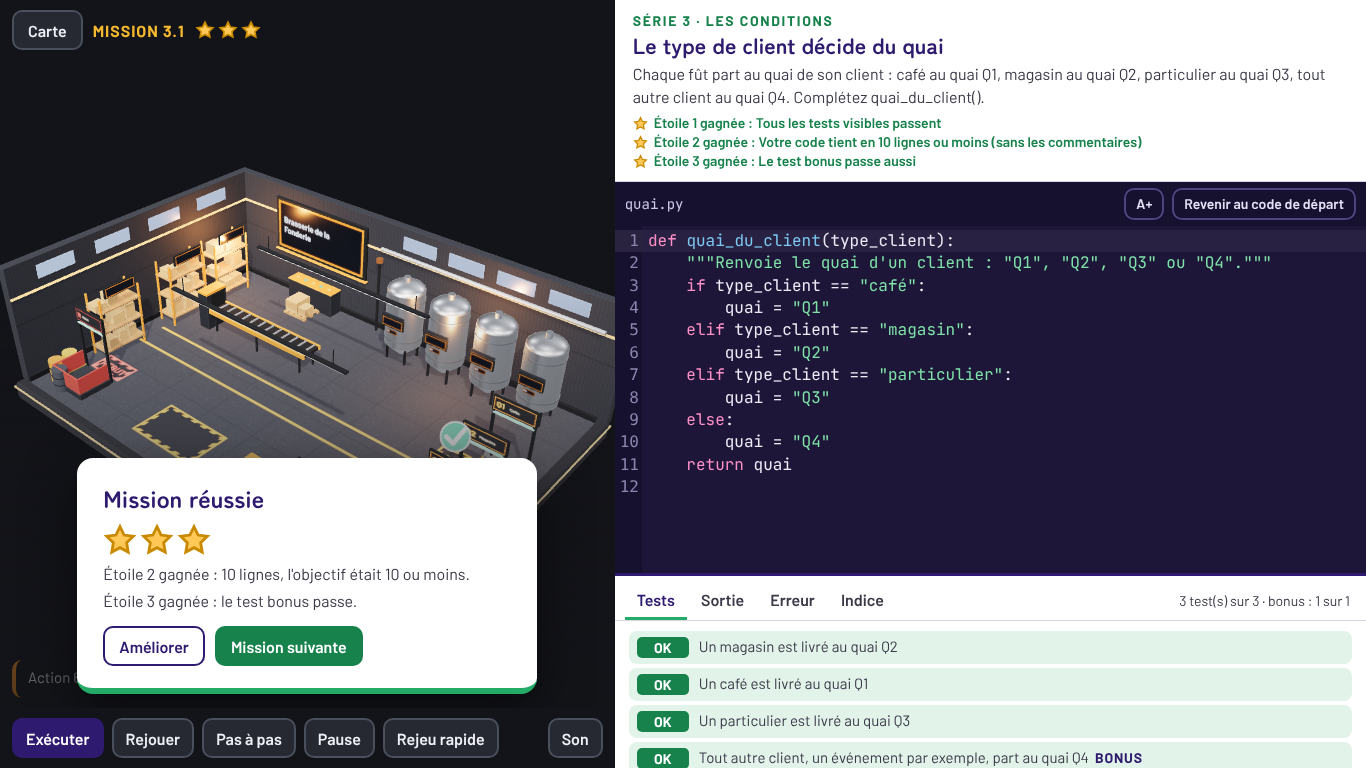 Carte
MISSION 3.1
Brasserie de la
Fonderie
Mission réussie
Étoile 2 gagnée : 10 lignes, l'objectif était 10 ou moins.
Étoile 3 gagnée : le test bonus passe.
Améliorer
Mission suivante
Action
Exécuter
Rejouer
Pas à pas
Pause
Rejeu rapide
Son
SÉRIE 3 · LES CONDITIONS
Le type de client décide du quai
Chaque fût part au quai de son client : café au quai Q1, magasin au quai Q2, particulier au quai Q3, tout
autre client au quai Q4. Complétez quai_du_client().
Étoile 1 gagnée : Tous les tests visibles passent
Étoile 2 gagnée : Votre code tient en 10 lignes ou moins (sans les commentaires)
Étoile 3 gagnée : Le test bonus passe aussi
quai.py
A+
Revenir au code de départ
1 def quai_du_client(type_client):
2     """Renvoie le quai d'un client : "Q1", "Q2", "Q3" ou "Q4"."""
3     if type_client == "café":
4         quai = "Q1"
5     elif type_client == "magasin":
6         quai = "Q2"
7     elif type_client == "particulier":
8         quai = "Q3"
9     else:
10         quai = "Q4"
11     return quai
12
Tests
Sortie
Erreur
Indice
3 test(s) sur 3 · bonus : 1 sur 1
OK Un magasin est livré au quai Q2
OK Un café est livré au quai Q1
OK Un particulier est livré au quai Q3
OK Tout autre client, un événement par exemple, part au quai Q4 BONUS